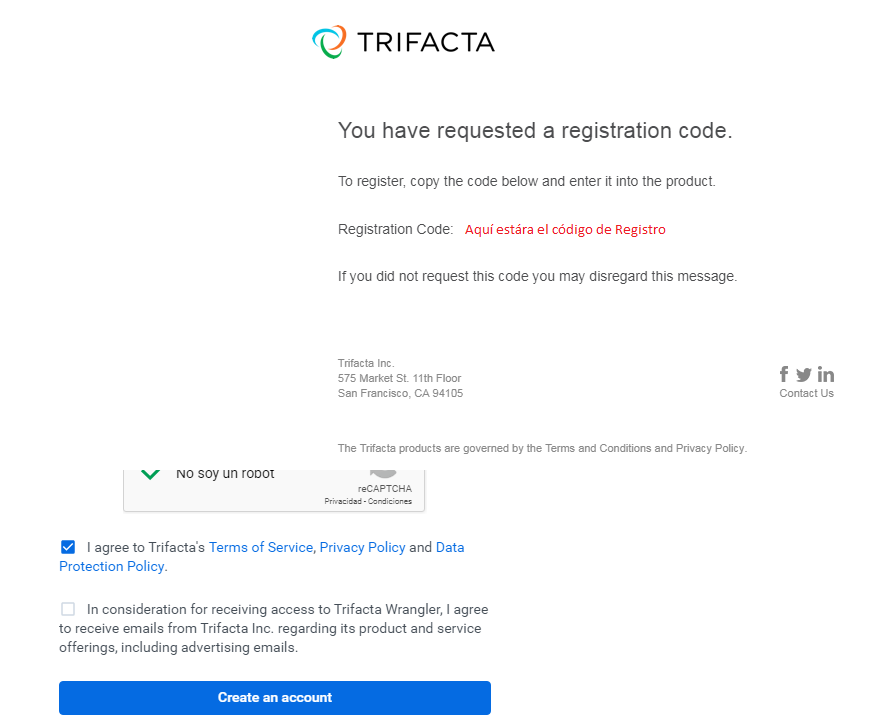 TRIFACTA
You have requested a registration code.
To register, copy the code below and enter it into the product.
Registration Code: Aquí estára el código de Registro
If you did not request this code you may disregard this message.
Trifacta Inc.
575 Market St. 11th Floor
San Francisco, CA 94105
Contact Us
The Trifacta products are governed by the Terms and Conditions and Privacy Policy.
No soy un robot
reCAPTCHA
Privacidad - Condiciones
I agree to Trifacta's Terms of Service, Privacy Policy and Data
Protection Policy.
In consideration for receiving access to Trifacta Wrangler, I agree
to receive emails from Trifacta Inc. regarding its product and service
offerings, including advertising emails.
Create an account